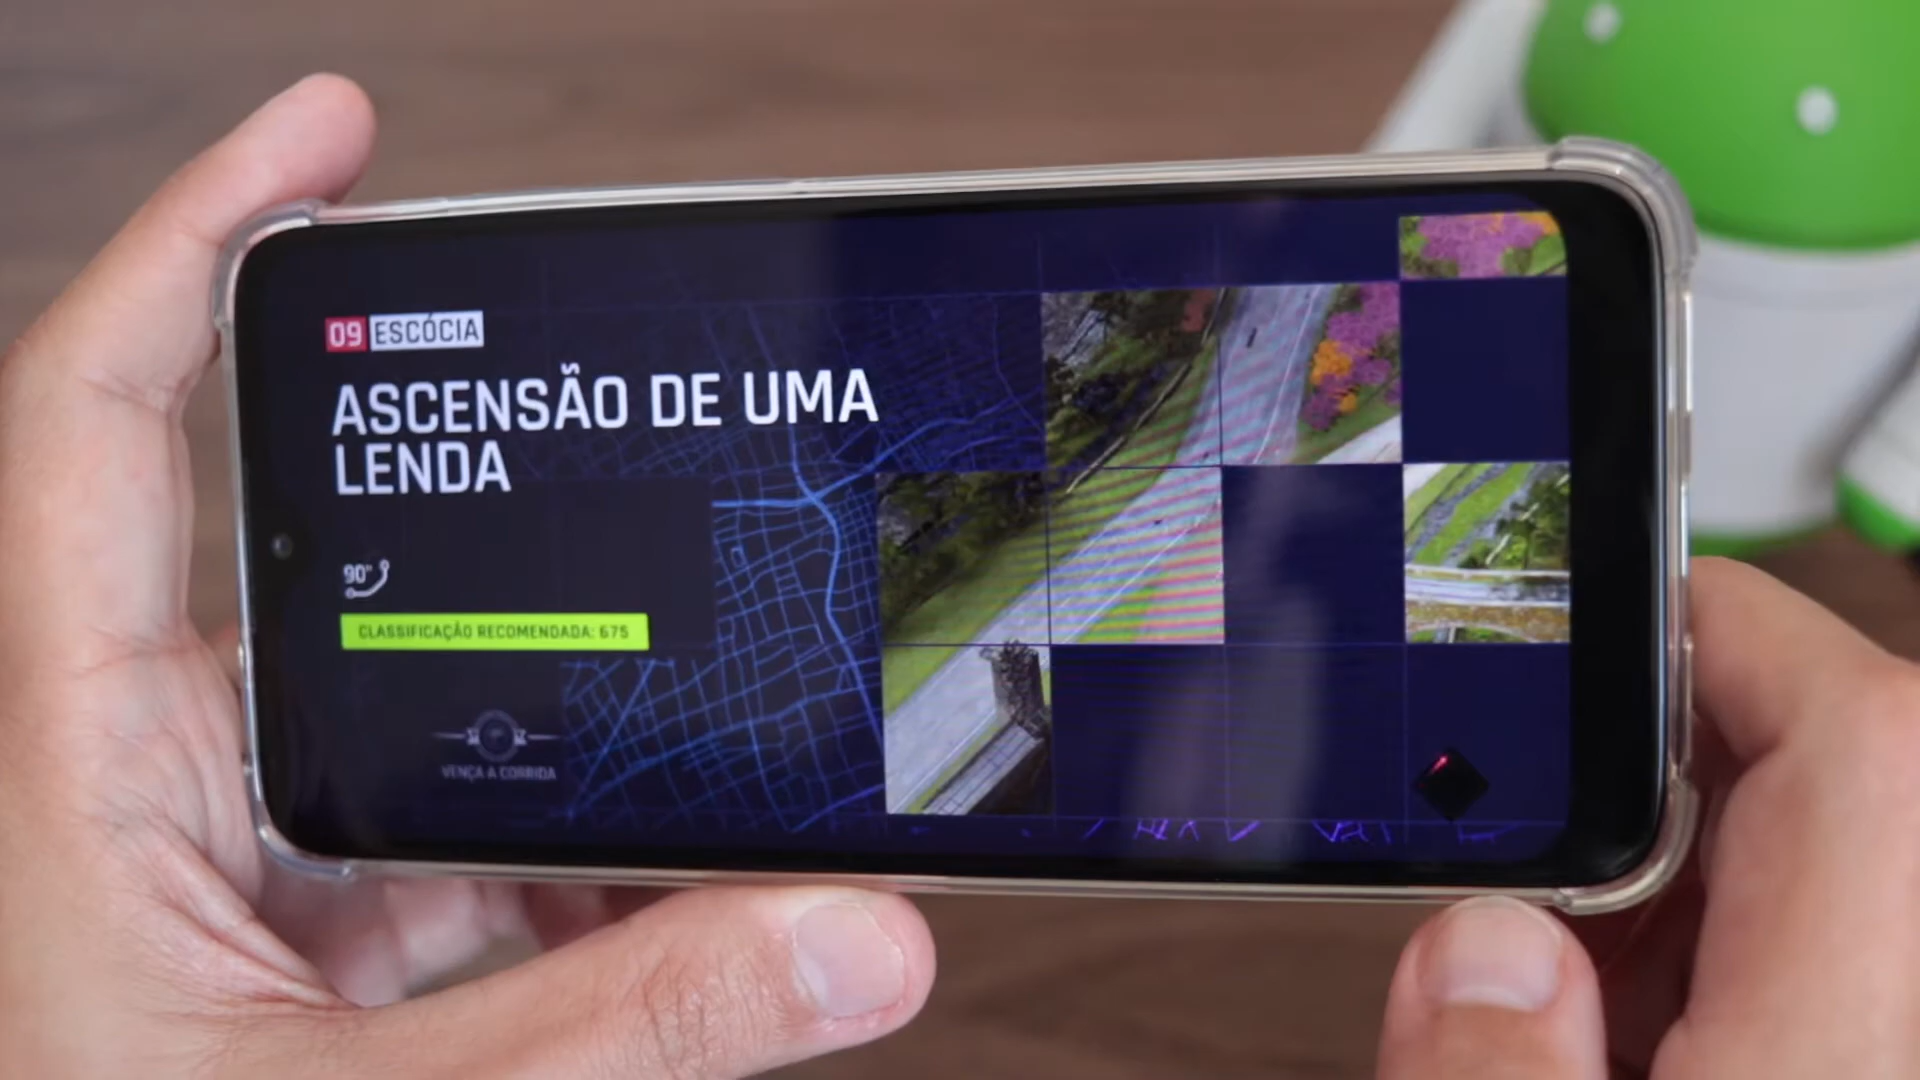 09 ESCÓCIA
ASCENSÃO DE UMA
LENDA
90"
CLASSIFICAÇÃO RECOMENDADA: 675
VENÇA A CORRIDA